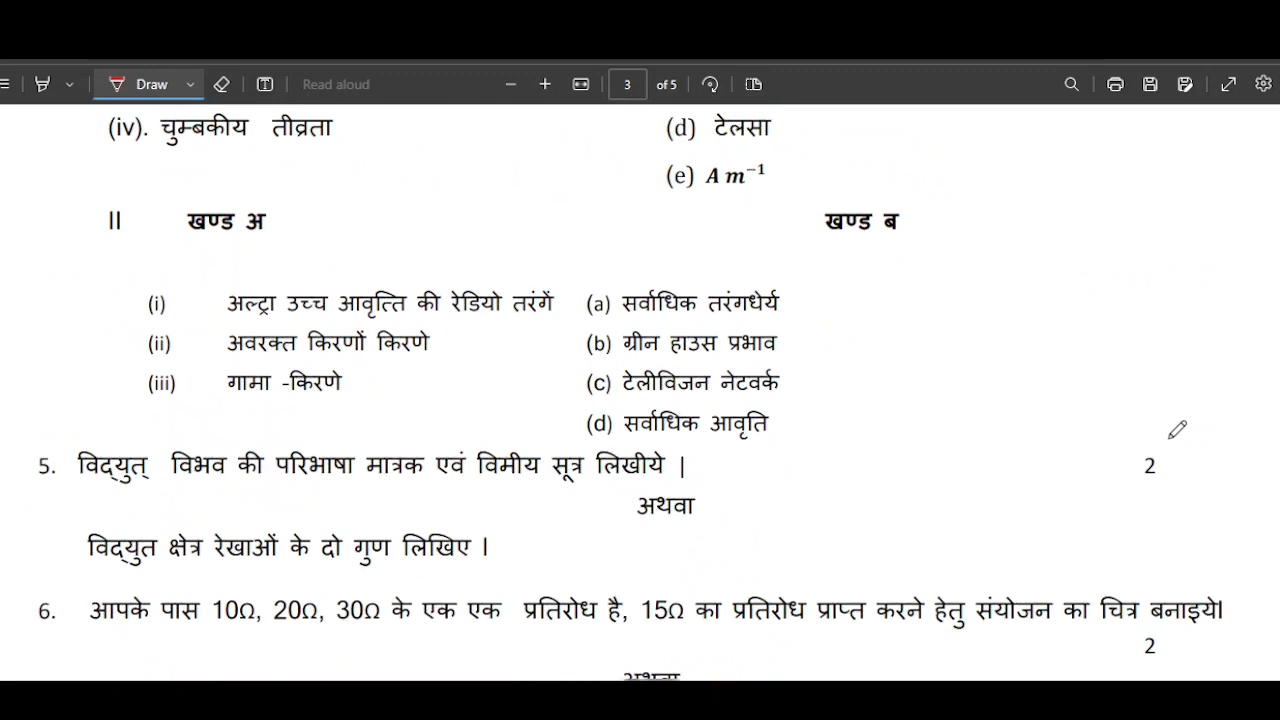 Draw Read aloud 3 of 5
(iv). चुम्बकीय तीव्रता (d) टेलसा
(e) A m⁻¹
II खण्ड अ खण्ड ब
(i) अल्ट्रा उच्च आवृत्ति की रेडियो तरंगें (a) सर्वाधिक तरंगधेर्य
(ii) अवरक्त किरणों किरणे (b) ग्रीन हाउस प्रभाव
(iii) गामा -किरणे (c) टेलीविजन नेटवर्क
(d) सर्वाधिक आवृति
5. विद्युत् विभव की परिभाषा मात्रक एवं विमीय सूत्र लिखीये | 2
अथवा
विद्युत क्षेत्र रेखाओं के दो गुण लिखिए ।
6. आपके पास 10Ω, 20Ω, 30Ω के एक एक प्रतिरोध है, 15Ω का प्रतिरोध प्राप्त करने हेतु संयोजन का चित्र बनाइये।
2
अथवा